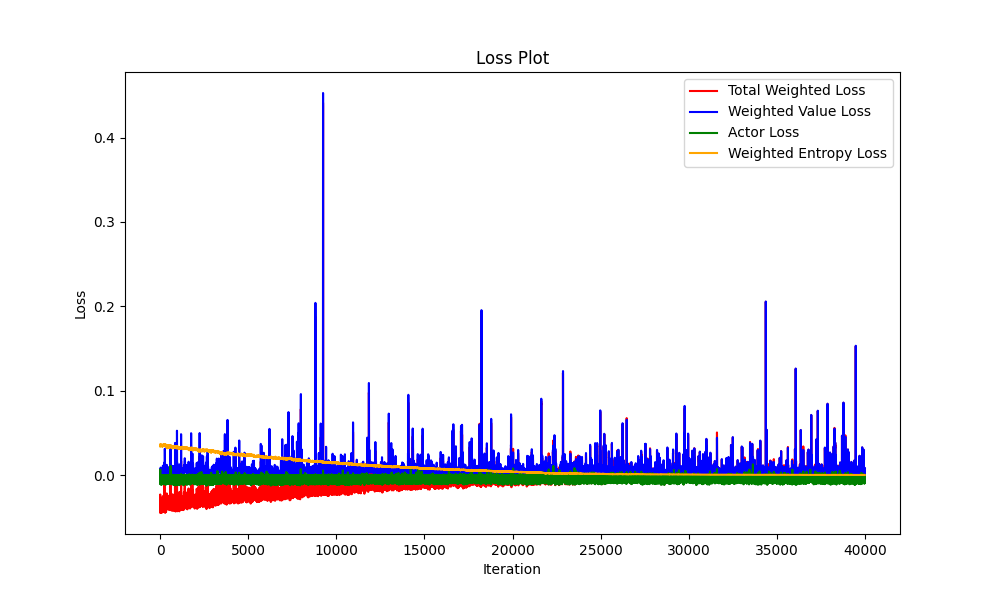 Loss Plot
Total Weighted Loss
Weighted Value Loss
Actor Loss
Weighted Entropy Loss
Loss
0.4
0.3
0.2
0.1
0.0
0 5000 10000 15000 20000 25000 30000 35000 40000
Iteration